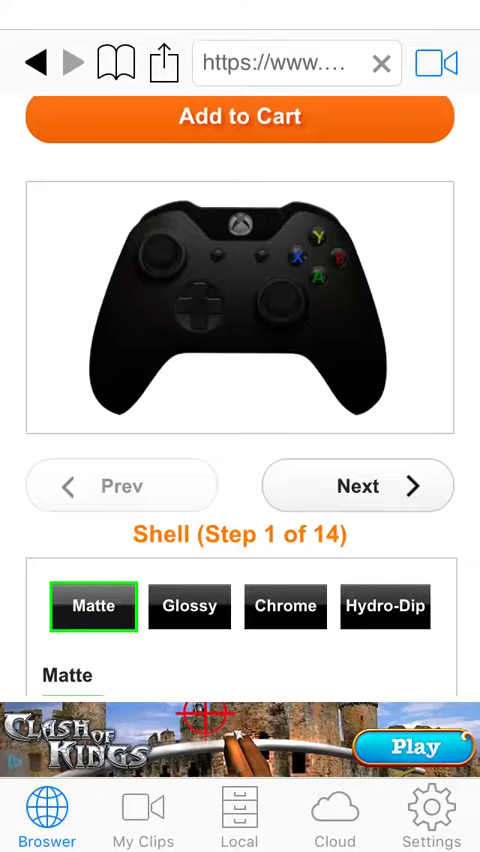 https://www....
Add to Cart
Y
X
B
A
Prev
Next
Shell (Step 1 of 14)
Matte
Glossy
Chrome
Hydro-Dip
Matte
CLASH OF KINGS
Play
Broswer
My Clips
Local
Cloud
Settings